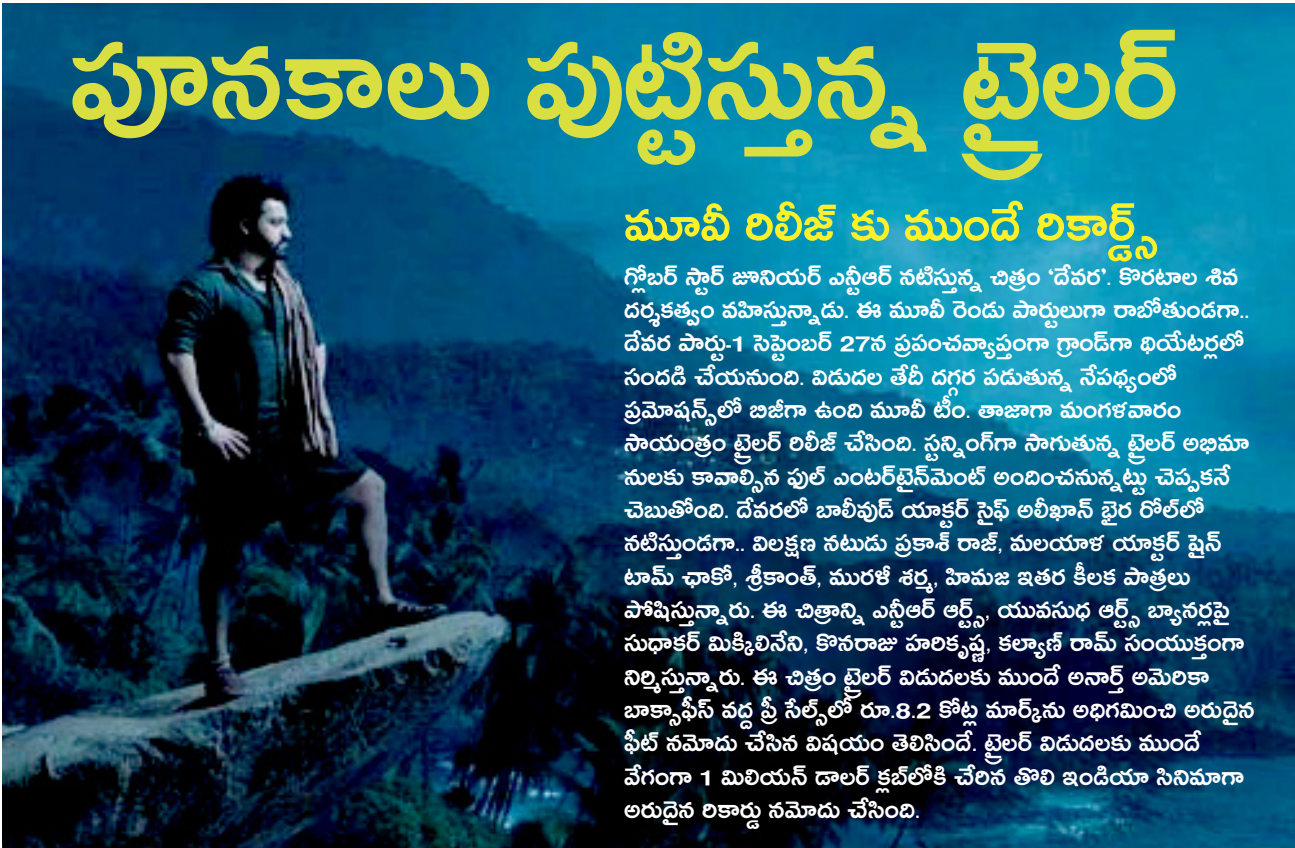 పూనకాలు పుట్టిస్తున్న ట్రైలర్
మూవీ రిలీజ్ కు ముందే రికార్డ్స్
గ్లోబర్ స్టార్ జూనియర్ ఎన్టీఆర్ నటిస్తున్న చిత్రం ‘దేవర’. కొరటాల శివ
దర్శకత్వం వహిస్తున్నాడు. ఈ మూవీ రెండు పార్టులుగా రాబోతుండగా..
దేవర పార్టు-1 సెప్టెంబర్ 27న ప్రపంచవ్యాప్తంగా గ్రాండ్‌గా థియేటర్లలో
సందడి చేయనుంది. విడుదల తేదీ దగ్గర పడుతున్న నేపథ్యంలో
ప్రమోషన్స్‌లో బిజీగా ఉంది మూవీ టీం. తాజాగా మంగళవారం
సాయంత్రం ట్రైలర్ రిలీజ్ చేసింది. స్టన్నింగ్‌గా సాగుతున్న ట్రైలర్ అభిమా
నులకు కావాల్సిన ఫుల్ ఎంటర్‌టైన్‌మెంట్ అందించనున్నట్టు చెప్పకనే
చెబుతోంది. దేవరలో బాలీవుడ్ యాక్టర్ సైఫ్ అలీఖాన్ భైర రోల్‌లో
నటిస్తుండగా.. విలక్షణ నటుడు ప్రకాశ్ రాజ్, మలయాళ యాక్టర్ షైన్
టామ్ ఛాకో, శ్రీకాంత్, మురళీ శర్మ, హిమజ ఇతర కీలక పాత్రలు
పోషిస్తున్నారు. ఈ చిత్రాన్ని ఎన్టీఆర్ ఆర్ట్స్, యువసుధ ఆర్ట్స్ బ్యానర్లపై
సుధాకర్ మిక్కిలినేని, కొనరాజు హరికృష్ణ, కల్యాణ్ రామ్ సంయుక్తంగా
నిర్మిస్తున్నారు. ఈ చిత్రం ట్రైలర్ విడుదలకు ముందే అనార్త్ అమెరికా
బాక్సాఫీస్ వద్ద ప్రీ సేల్స్‌లో రూ.8.2 కోట్ల మార్క్‌ను అధిగమించి అరుదైన
ఫీట్ నమోదు చేసిన విషయం తెలిసిందే. ట్రైలర్ విడుదలకు ముందే
వేగంగా 1 మిలియన్ డాలర్ క్లబ్‌లోకి చేరిన తొలి ఇండియా సినిమాగా
అరుదైన రికార్డు నమోదు చేసింది.